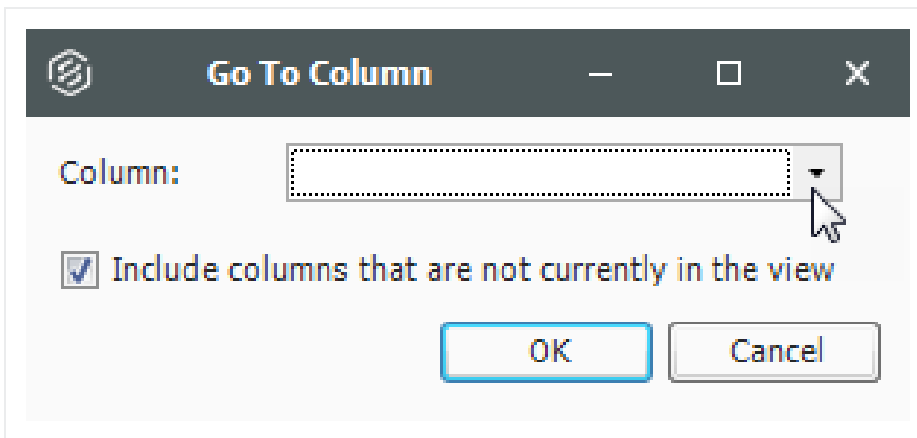 Go To Column
Column:
Include columns that are not currently in the view
OK Cancel